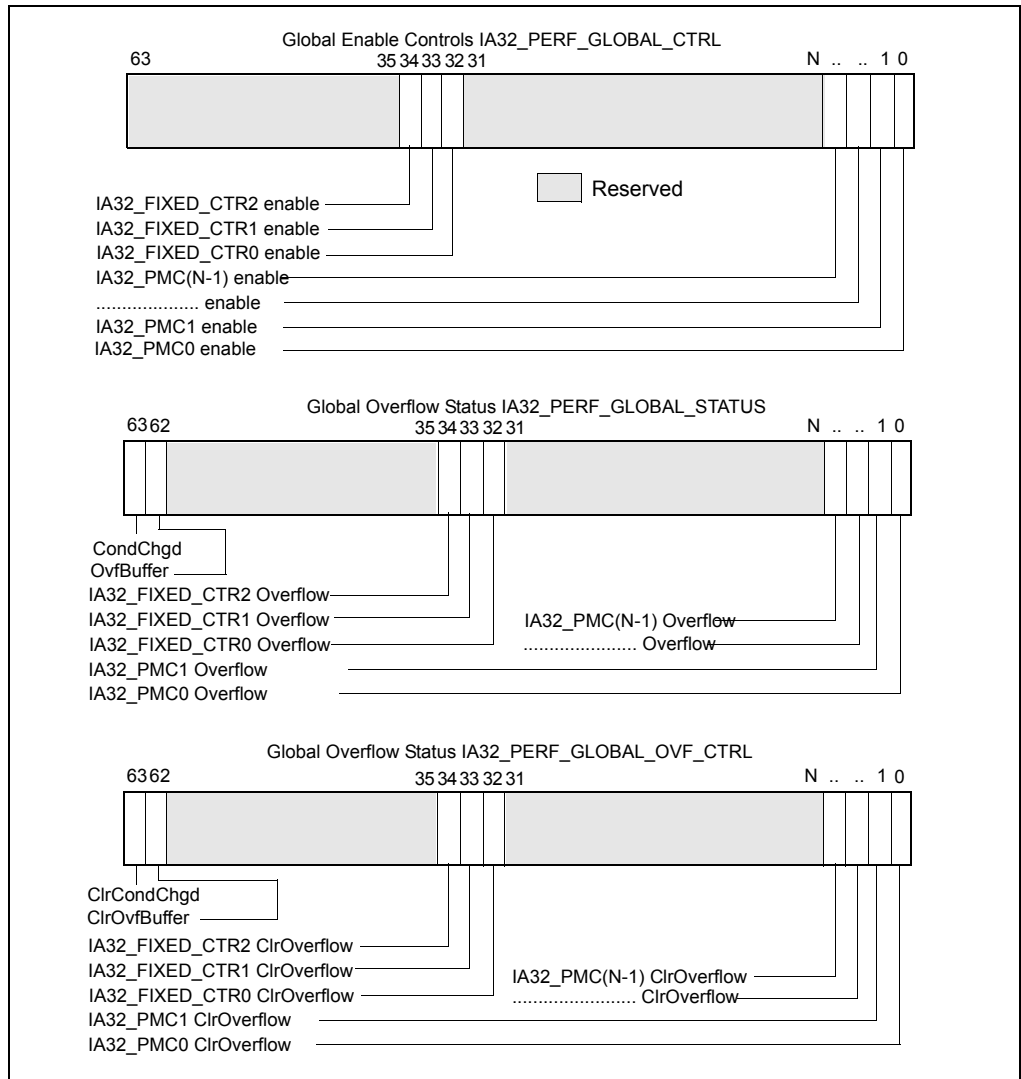 Global Enable Controls IA32_PERF_GLOBAL_CTRL
63 35 34 33 32 31 N .. .. 1 0
Reserved
IA32_FIXED_CTR2 enable
IA32_FIXED_CTR1 enable
IA32_FIXED_CTR0 enable
IA32_PMC(N-1) enable
.................... enable
IA32_PMC1 enable
IA32_PMC0 enable
Global Overflow Status IA32_PERF_GLOBAL_STATUS
63 62 35 34 33 32 31 N .. .. 1 0
CondChgd
OvfBuffer
IA32_FIXED_CTR2 Overflow
IA32_FIXED_CTR1 Overflow
IA32_FIXED_CTR0 Overflow
IA32_PMC1 Overflow
IA32_PMC0 Overflow
IA32_PMC(N-1) Overflow
...................... Overflow
Global Overflow Status IA32_PERF_GLOBAL_OVF_CTRL
63 62 35 34 33 32 31 N .. .. 1 0
ClrCondChgd
ClrOvfBuffer
IA32_FIXED_CTR2 ClrOverflow
IA32_FIXED_CTR1 ClrOverflow
IA32_FIXED_CTR0 ClrOverflow
IA32_PMC1 ClrOverflow
IA32_PMC0 ClrOverflow
IA32_PMC(N-1) ClrOverflow
........................ ClrOverflow